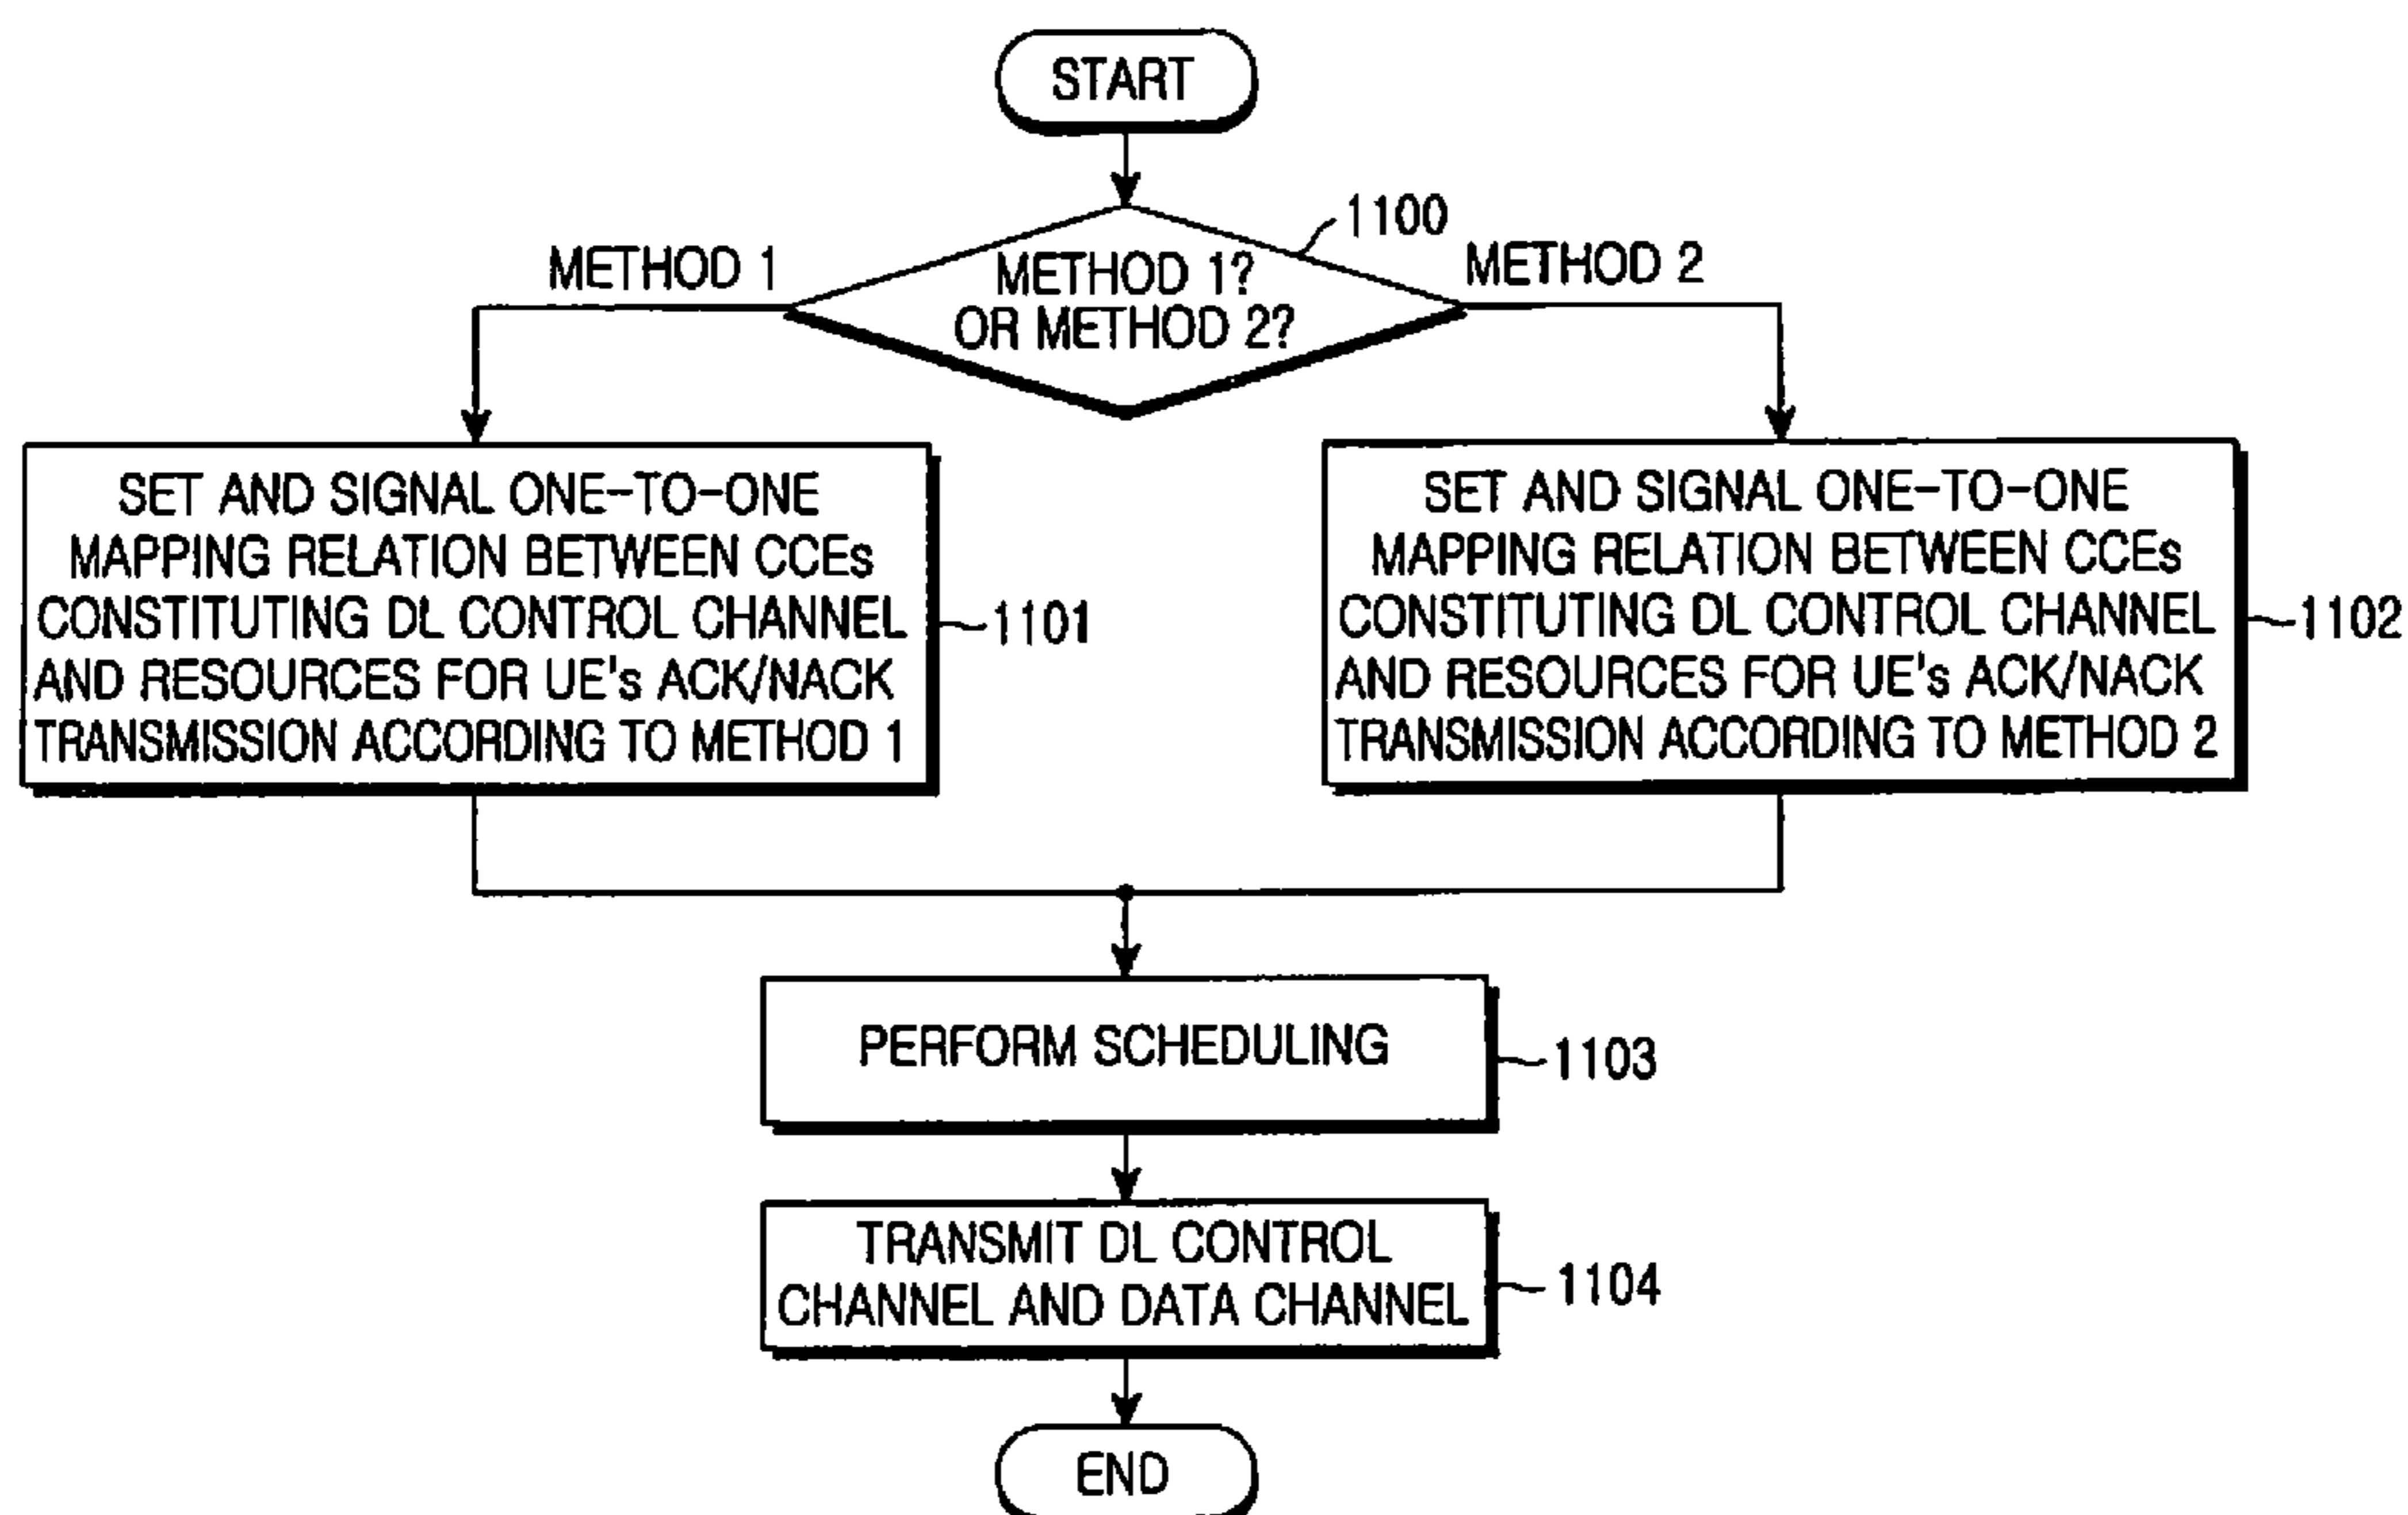 START
1100
METHOD 1
METHOD 1?
OR METHOD 2?
METHOD 2
SET AND SIGNAL ONE-TO-ONE
MAPPING RELATION BETWEEN CCEs
CONSTITUTING DL CONTROL CHANNEL
AND RESOURCES FOR UE's ACK/NACK
TRANSMISSION ACCORDING TO METHOD 1
1101
SET AND SIGNAL ONE-TO-ONE
MAPPING RELATION BETWEEN CCEs
CONSTITUTING DL CONTROL CHANNEL
AND RESOURCES FOR UE's ACK/NACK
TRANSMISSION ACCORDING TO METHOD 2
1102
PERFORM SCHEDULING
1103
TRANSMIT DL CONTROL
CHANNEL AND DATA CHANNEL
1104
END